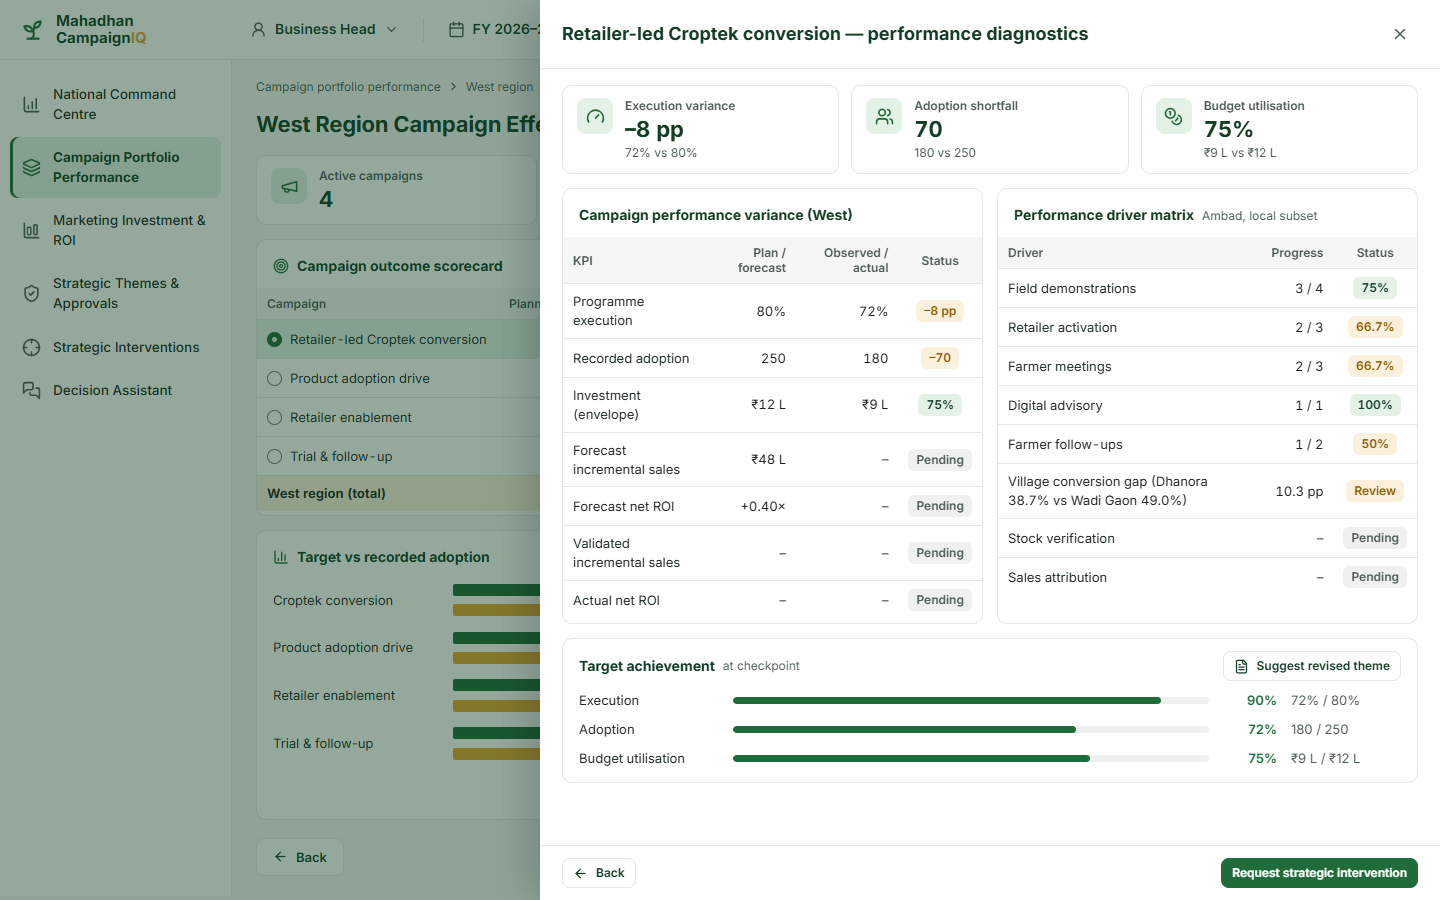 Mahadhan
CampaignIQ
Business Head
FY 2026–2
National Command
Centre
Campaign Portfolio
Performance
Marketing Investment &
ROI
Strategic Themes &
Approvals
Strategic Interventions
Decision Assistant
Campaign portfolio performance > West region
West Region Campaign Effe
Active campaigns
4
Campaign outcome scorecard
Campaign Plann
Retailer-led Croptek conversion
Product adoption drive
Retailer enablement
Trial & follow-up
West region (total)
Target vs recorded adoption
Croptek conversion
Product adoption drive
Retailer enablement
Trial & follow-up
Back
Retailer-led Croptek conversion — performance diagnostics
Execution variance
–8 pp
72% vs 80%
Adoption shortfall
70
180 vs 250
Budget utilisation
75%
₹9 L vs ₹12 L
Campaign performance variance (West)
KPI Plan / forecast Observed / actual Status
Programme execution 80% 72% –8 pp
Recorded adoption 250 180 –70
Investment (envelope) ₹12 L ₹9 L 75%
Forecast incremental sales ₹48 L – Pending
Forecast net ROI +0.40× – Pending
Validated incremental sales – – Pending
Actual net ROI – – Pending
Performance driver matrix Ambad, local subset
Driver Progress Status
Field demonstrations 3 / 4 75%
Retailer activation 2 / 3 66.7%
Farmer meetings 2 / 3 66.7%
Digital advisory 1 / 1 100%
Farmer follow-ups 1 / 2 50%
Village conversion gap (Dhanora 38.7% vs Wadi Gaon 49.0%) 10.3 pp Review
Stock verification – Pending
Sales attribution – Pending
Target achievement at checkpoint
Suggest revised theme
Execution 90% 72% / 80%
Adoption 72% 180 / 250
Budget utilisation 75% ₹9 L / ₹12 L
Back
Request strategic intervention